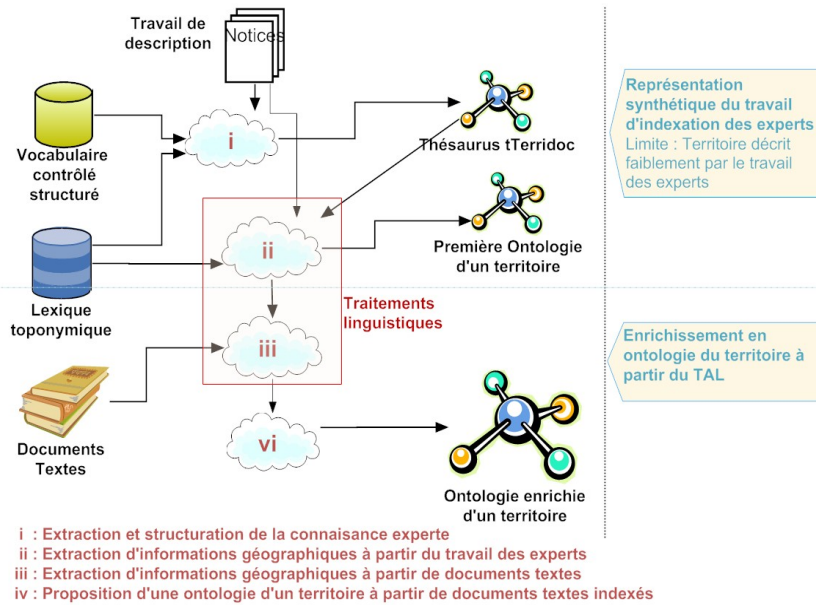 Travail de
description
Notices
Vocabulaire
contrôlé
structuré
i
Thésaurus tTerridoc
Représentation
synthétique du travail
d'indexation des experts
Limite : Territoire décrit
faiblement par le travail
des experts
ii
Première Ontologie
d'un territoire
Lexique
toponymique
Traitements
linguistiques
iii
Enrichissement en
ontologie du territoire à
partir du TAL
Documents
Textes
vi
Ontologie enrichie
d'un territoire
i : Extraction et structuration de la connaisance experte
ii : Extraction d'informations géographiques à partir du travail des experts
iii : Extraction d'informations géographiques à partir de documents textes
iv : Proposition d'une ontologie d'un territoire à partir de documents textes indexés